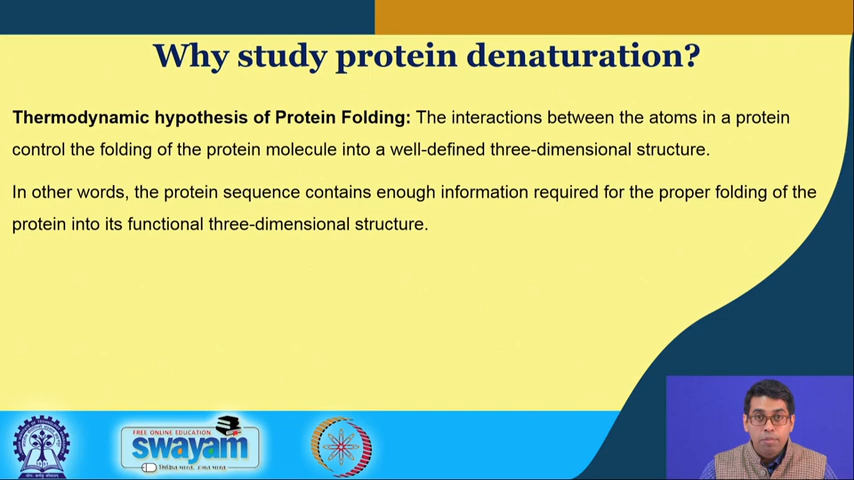 Why study protein denaturation?
Thermodynamic hypothesis of Protein Folding: The interactions between the atoms in a protein
control the folding of the protein molecule into a well-defined three-dimensional structure.
In other words, the protein sequence contains enough information required for the proper folding of the
protein into its functional three-dimensional structure.
FREE ONLINE EDUCATION
swayam